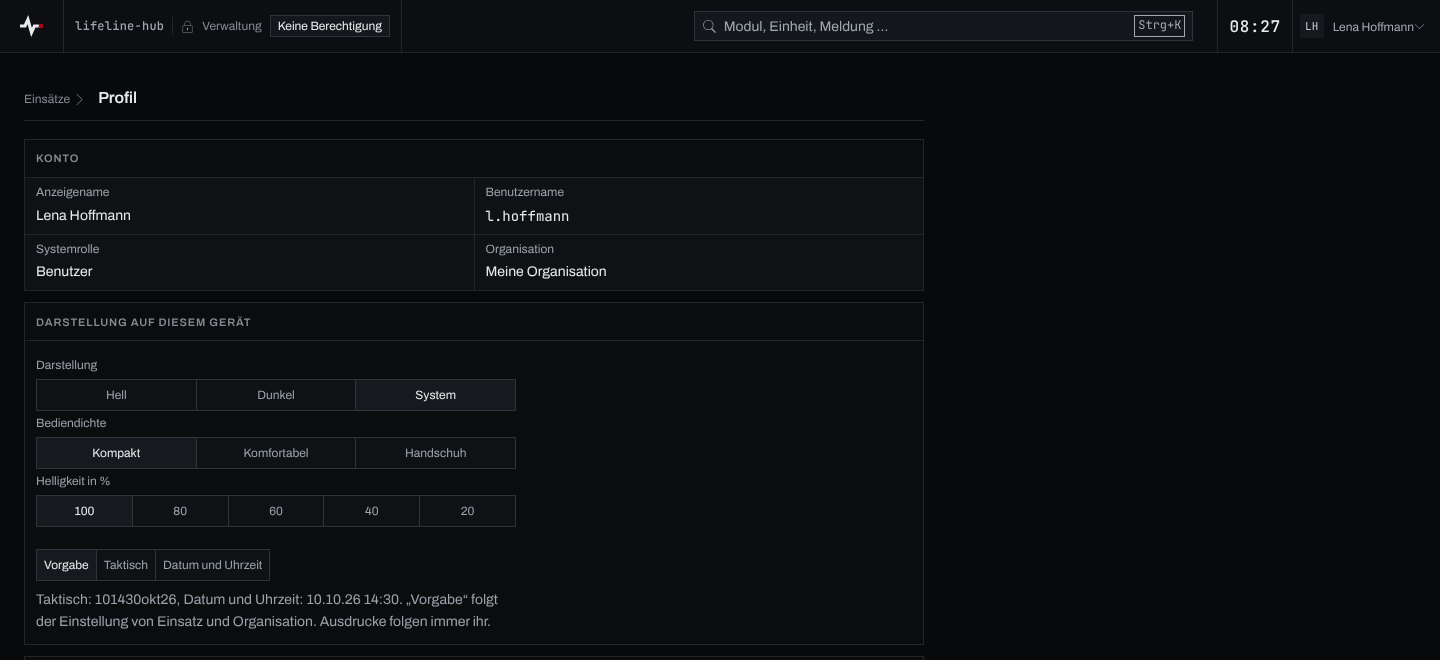 lifeline-hub Verwaltung Keine Berechtigung Modul, Einheit, Meldung ... Strg+K 08:27 LH Lena Hoffmann
Einsätze Profil
KONTO
Anzeigename Benutzername
Lena Hoffmann l.hoffmann
Systemrolle Organisation
Benutzer Meine Organisation
DARSTELLUNG AUF DIESEM GERÄT
Darstellung
Hell Dunkel System
Bediendichte
Kompakt Komfortabel Handschuh
Helligkeit in %
100 80 60 40 20
Vorgabe Taktisch Datum und Uhrzeit
Taktisch: 101430okt26, Datum und Uhrzeit: 10.10.26 14:30. „Vorgabe“ folgt
der Einstellung von Einsatz und Organisation. Ausdrucke folgen immer ihr.